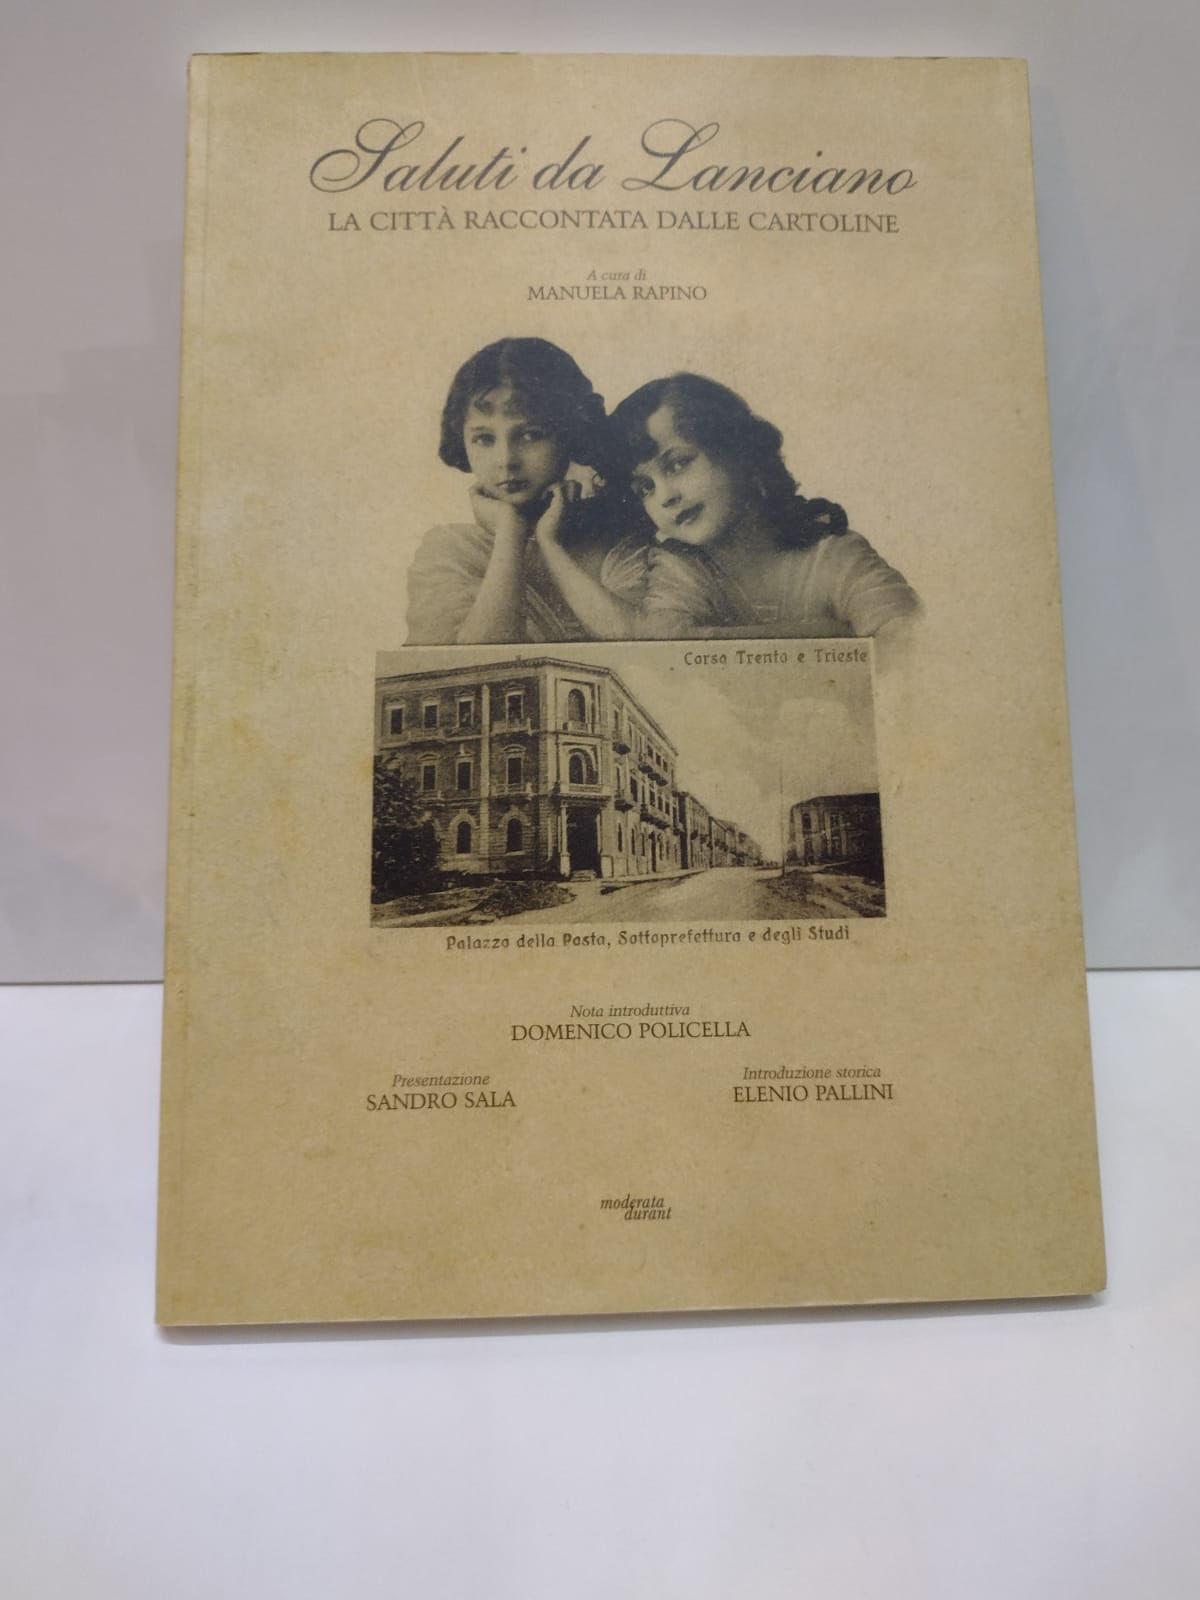 Saluti da Lanciano
LA CITTÀ RACCONTATA DALLE CARTOLINE
A cura di
MANUELA RAPINO
Corso Trento e Trieste
Palazzo della Posta, Sottoprefettura e degli Studi
Nota introduttiva
DOMENICO POLICELLA
Presentazione
SANDRO SALA
Introduzione storica
ELENIO PALLINI
moderata
durant